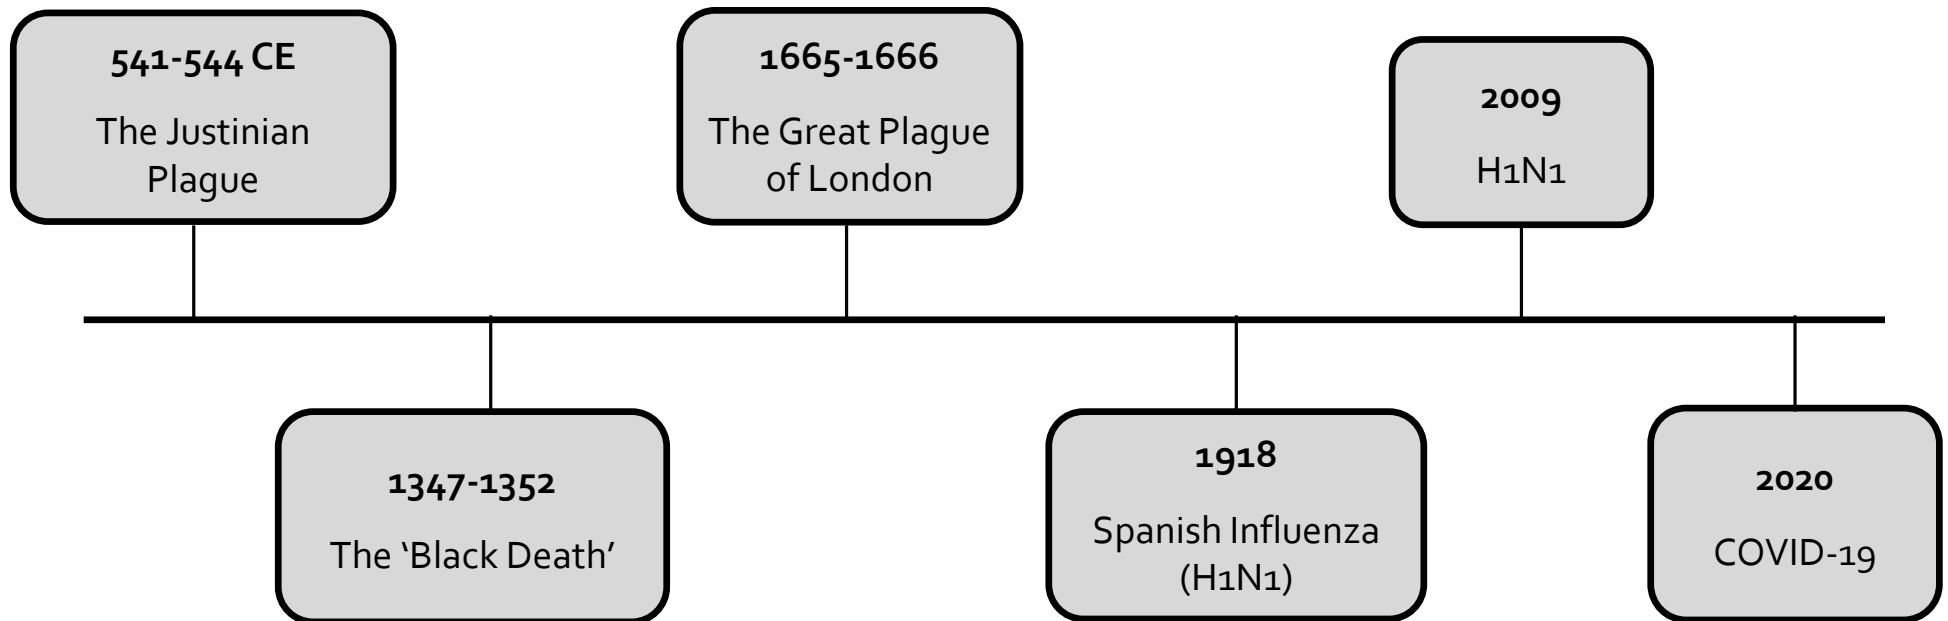 541-544 CE
The Justinian
Plague
1665-1666
The Great Plague
of London
2009
H1N1
1347-1352
The ‘Black Death’
1918
Spanish Influenza
(H1N1)
2020
COVID-19